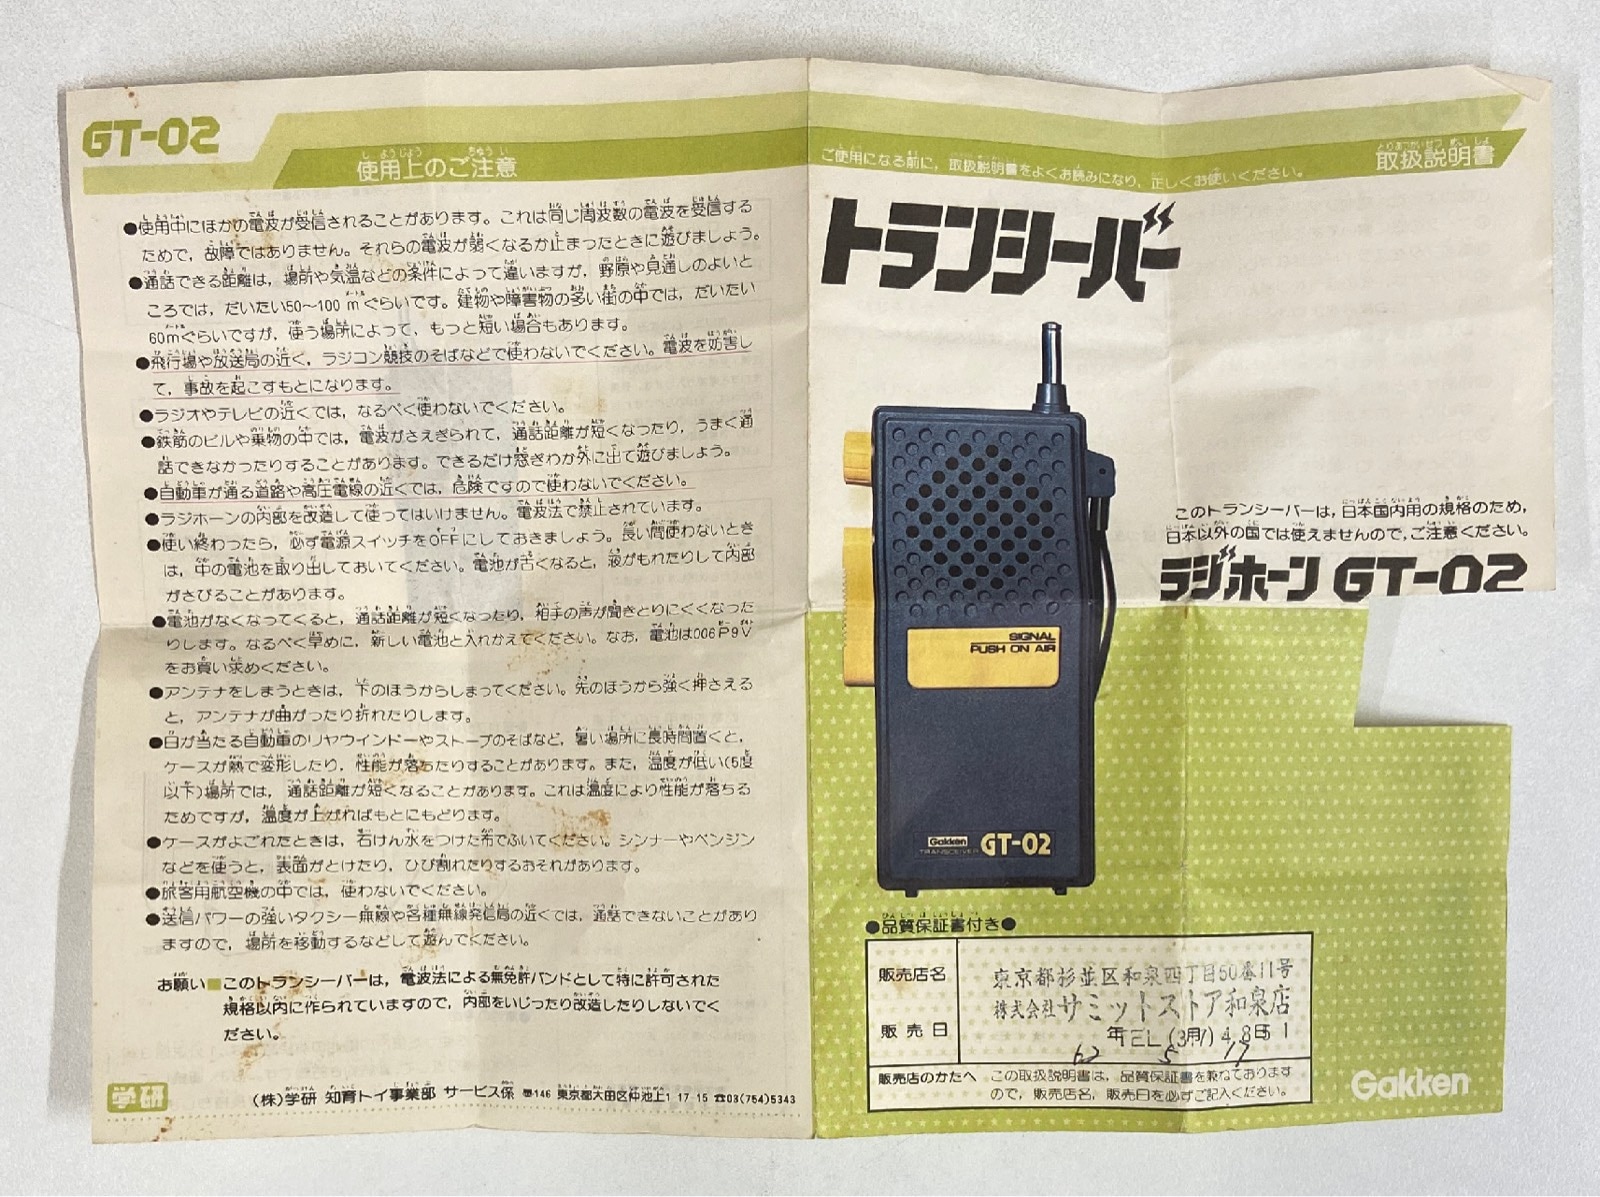 GT-02
使用上のご注意
●使用中にほかの電波が受信されることがあります。これは同じ周波数の電波を受信する
ためで，故障ではありません。それらの電波が弱くなるか止まったときに遊びましょう。
●通話できる距離は，場所や気温などの条件によって違いますが，野原や見通しのよいと
ころでは，だいたい50〜100ｍぐらいです。建物や障害物の多い街の中では，だいたい
60mぐらいですが，使う場所によって，もっと短い場合もあります。
●飛行場や放送局の近く，ラジコン競技のそばなどで使わないでください。電波を妨害し
て，事故を起こすもとになります。
●ラジオやテレビの近くでは，なるべく使わないでください。
●鉄筋のビルや乗物の中では，電波がさえぎられて，通話距離が短くなったり，うまく通
話できなかったりすることがあります。できるだけ窓ぎわか外に出て遊びましょう。
●自動車が通る道路や高圧電線の近くでは，危険ですので使わないでください。
●ラジホーンの内部を改造して使ってはいけません。電波法で禁止されています。
●使い終わったら，必ず電源スイッチをOFFにしておきましょう。長い間使わないとき
は，中の電池を取り出しておいてください。電池が古くなると，液がもれたりして内部
がさびることがあります。
●電池がなくなってくると，通話距離が短くなったり，相手の声が聞きとりにくくなった
りします。なるべく早めに，新しい電池と入れかえてください。なお，電池は006P9V
をお買い求めください。
●アンテナをしまうときは，下のほうからしまってください。先のほうから強く押さえる
と，アンテナが曲がったり折れたりします。
●日が当たる自動車のリヤウインドーやストーブのそばなど，暑い場所に長時間置くと，
ケースが熱で変形したり，性能が落ちたりすることがあります。また，温度が低い(5度
以下)場所では，通話距離が短くなることがあります。これは温度により性能が落ちる
ためですが，温度が上がればもとにもどります。
●ケースがよごれたときは，石けん水をつけた布でふいてください。シンナーやベンジン
などを使うと，表面がとけたり，ひび割れたりするおそれがあります。
●旅客用航空機の中では，使わないでください。
●送信パワーの強いタクシー無線や各種無線発信局の近くでは，通話できないことがあり
ますので，場所を移動するなどして遊んでください。
お願い■このトランシーバーは，電波法による無免許バンドとして特に許可された
規格以内に作られていますので，内部をいじったり改造したりしないでく
ださい。
学研 (株)学研 知育トイ事業部 サービス係 〒146 東京都大田区仲池上1 17-15 ☎03(754)5343
ご使用になる前に，取扱説明書をよくお読みになり，正しくお使いください。
取扱説明書
トランシーバー
このトランシーバーは，日本国内用の規格のため，
日本以外の国では使えませんので，ご注意ください。
ラジホーン GT-02
SIGNAL
PUSH ON AIR
Gakken
TRANSCEIVER GT-02
●品質保証書付き●
販売店名 東京都杉並区和泉四丁目50番11号
株式会社サミットストア和泉店
販売日 年 月 日
TEL
62 5 17
販売店のかたへ この取扱説明書は，品質保証書を兼ねております
ので，販売店名，販売日を必ずご記入ください。
Gakken